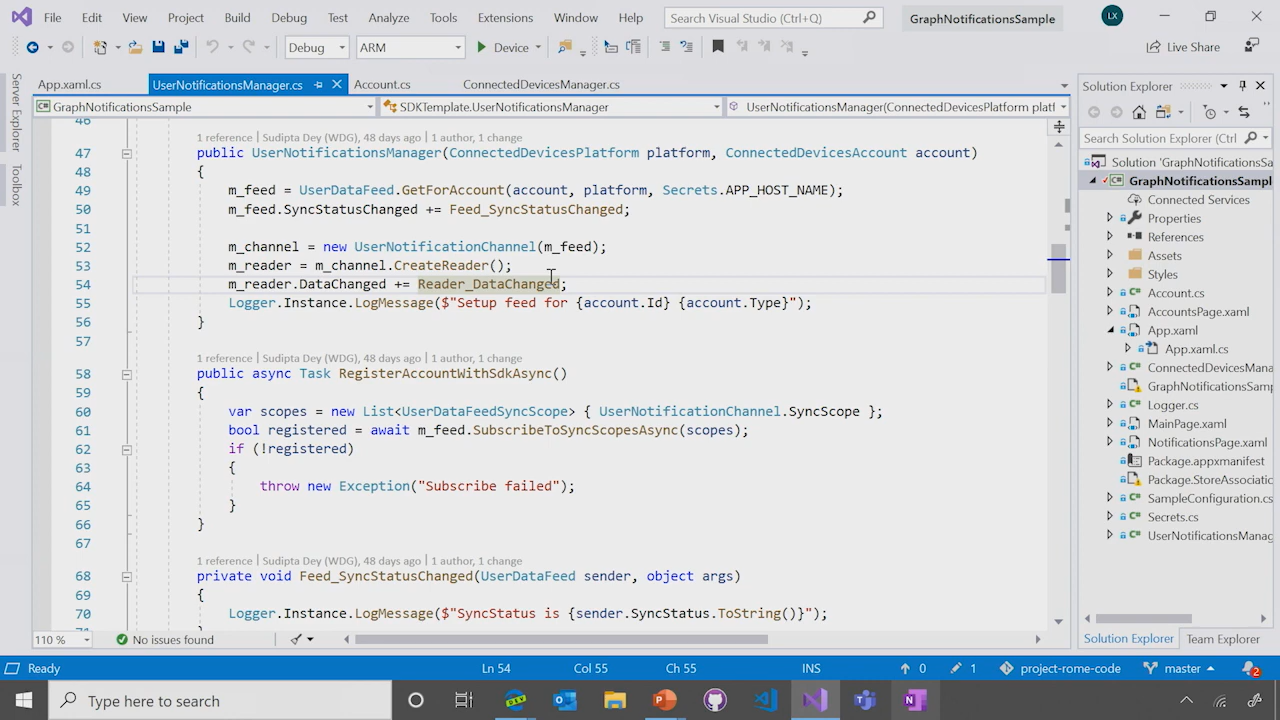 File Edit View Project Build Debug Test Analyze Tools Extensions Window Help Search Visual Studio (Ctrl+Q) GraphNotificationsSample LX
Debug ARM Device Live Share
Server Explorer
Toolbox
App.xaml.cs UserNotificationsManager.cs Account.cs ConnectedDevicesManager.cs
GraphNotificationsSample SDKTemplate.UserNotificationsManager UserNotificationsManager(ConnectedDevicesPlatform platf
46
1 reference | Sudipta Dey (WDG), 48 days ago | 1 author, 1 change
47 public UserNotificationsManager(ConnectedDevicesPlatform platform, ConnectedDevicesAccount account)
48 {
49 m_feed = UserDataFeed.GetForAccount(account, platform, Secrets.APP_HOST_NAME);
50 m_feed.SyncStatusChanged += Feed_SyncStatusChanged;
51
52 m_channel = new UserNotificationChannel(m_feed);
53 m_reader = m_channel.CreateReader();
54 m_reader.DataChanged += Reader_DataChanged;
55 Logger.Instance.LogMessage($"Setup feed for {account.Id} {account.Type}");
56 }
57
1 reference | Sudipta Dey (WDG), 48 days ago | 1 author, 1 change
58 public async Task RegisterAccountWithSdkAsync()
59 {
60 var scopes = new List<UserDataFeedSyncScope> { UserNotificationChannel.SyncScope };
61 bool registered = await m_feed.SubscribeToSyncScopesAsync(scopes);
62 if (!registered)
63 {
64 throw new Exception("Subscribe failed");
65 }
66 }
67
1 reference | Sudipta Dey (WDG), 48 days ago | 1 author, 1 change
68 private void Feed_SyncStatusChanged(UserDataFeed sender, object args)
69 {
70 Logger.Instance.LogMessage($"SyncStatus is {sender.SyncStatus.ToString()}");
110 % No issues found
Solution Explorer
Search Solution Explorer (Ctrl
Solution 'GraphNotificationsSa
GraphNotificationsSampl
Connected Services
Properties
References
Assets
Styles
Account.cs
AccountsPage.xaml
App.xaml
App.xaml.cs
ConnectedDevicesMana
GraphNotificationsSamp
Logger.cs
MainPage.xaml
NotificationsPage.xaml
Package.appxmanifest
Package.StoreAssociatic
SampleConfiguration.cs
Secrets.cs
UserNotificationsManag
Solution Explorer Team Explorer
Ready Ln 54 Col 55 Ch 55 INS 0 1 project-rome-code master 2
Type here to search DEV